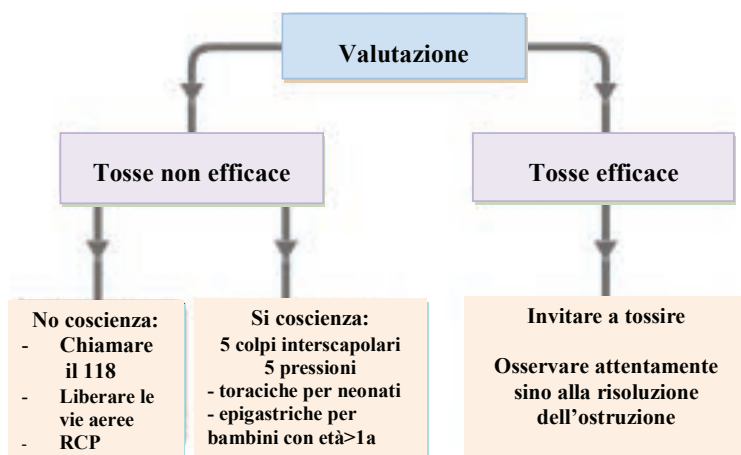 Valutazione
Tosse non efficace
Tosse efficace
No coscienza:
- Chiamare
il 118
- Liberare le
vie aeree
- RCP
Si coscienza:
5 colpi interscapolari
5 pressioni
- toraciche per neonati
- epigastriche per
bambini con età>1a
Invitare a tossire
Osservare attentamente
sino alla risoluzione
dell’ostruzione